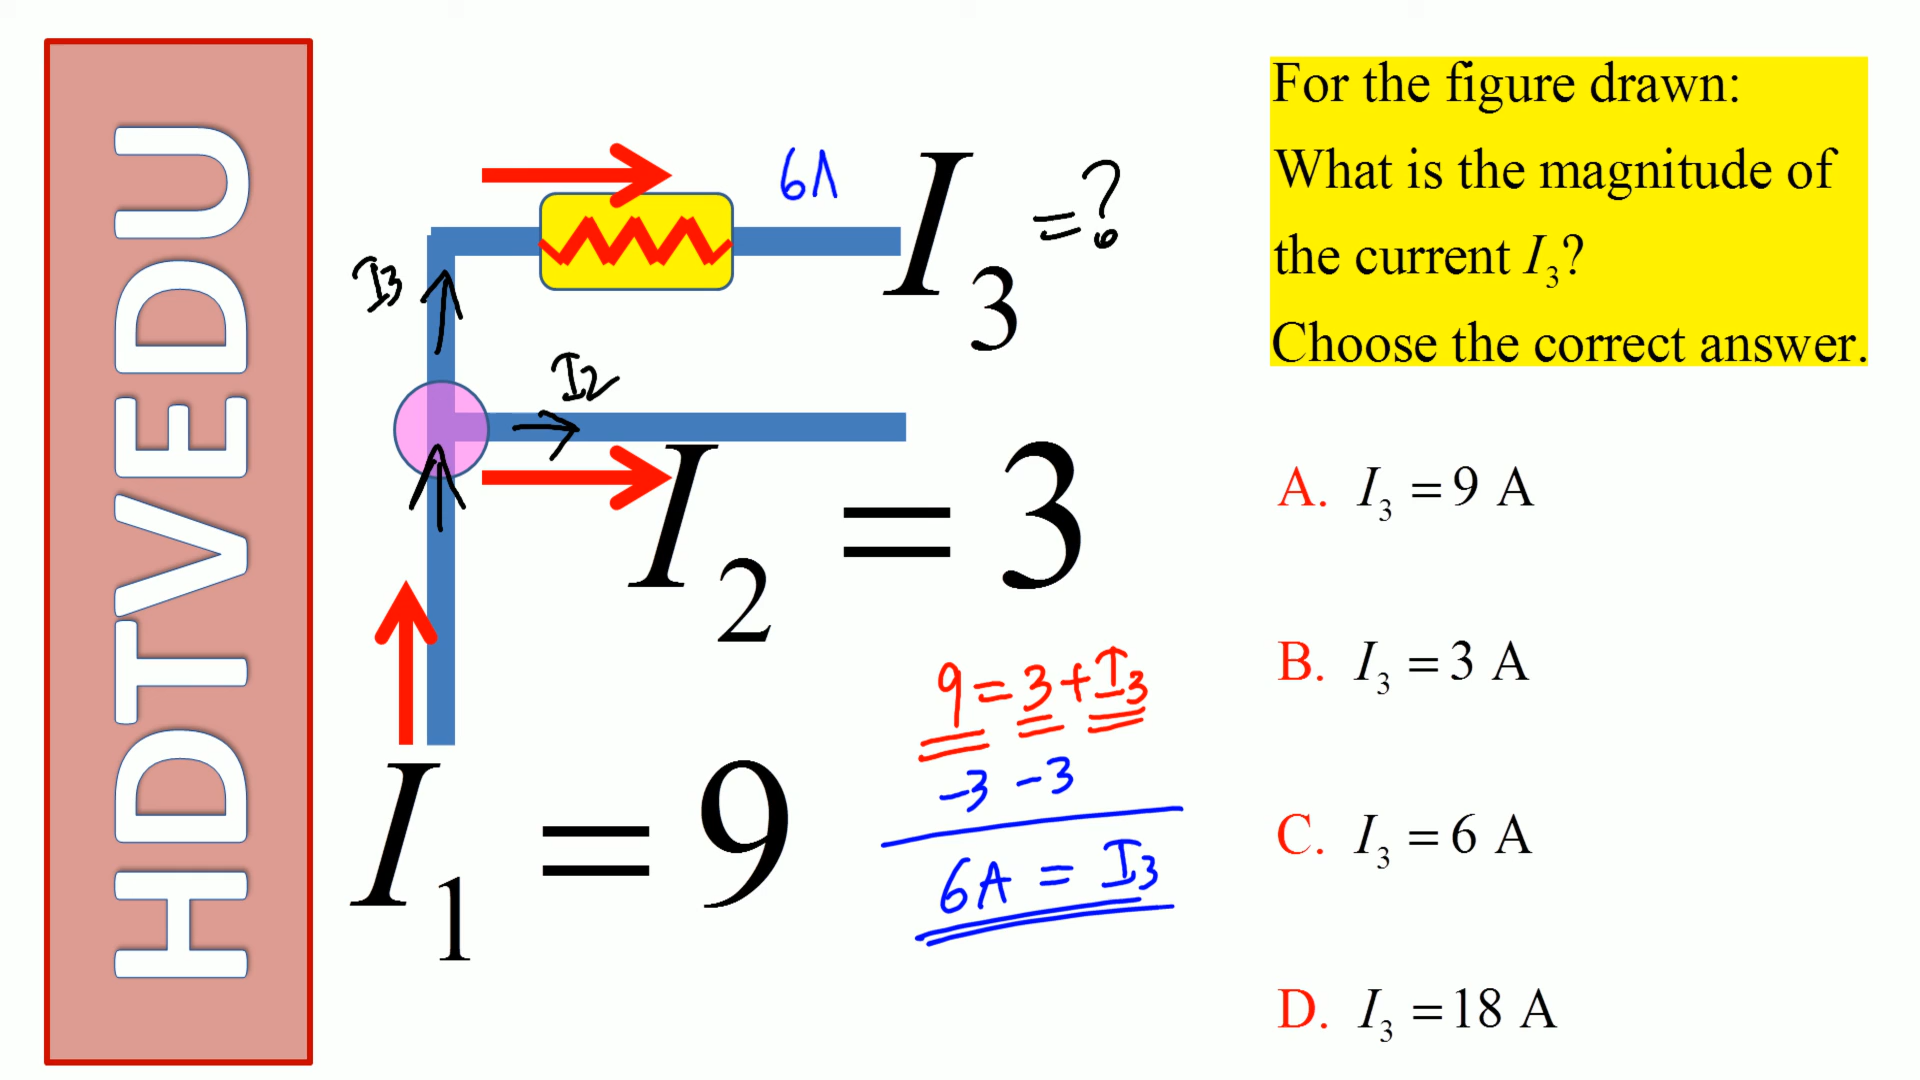 HDTVEDU
For the figure drawn:
What is the magnitude of
the current I₃?
Choose the correct answer.
6A
I₃ =?
I3
I2
I₂ = 3
I₁ = 9
9 = 3 + I3
-3 -3
6A = I3
A. I₃ = 9 A
B. I₃ = 3 A
C. I₃ = 6 A
D. I₃ = 18 A